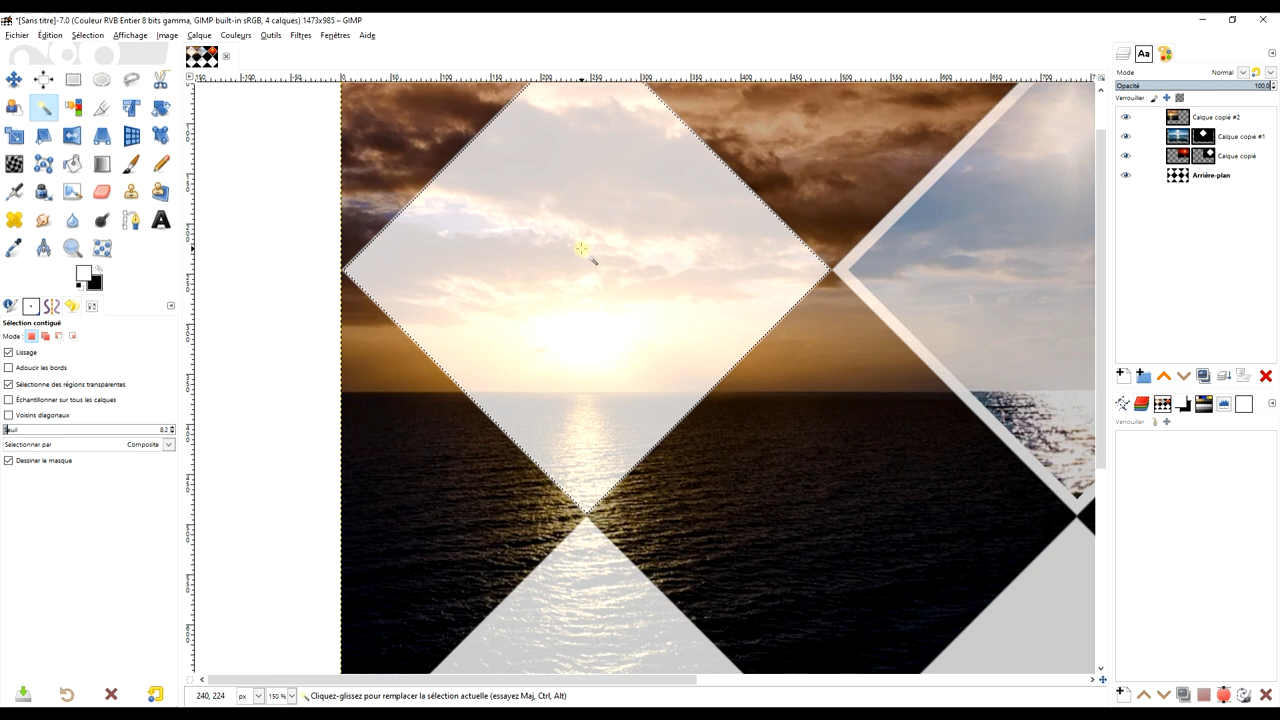 *[Sans titre]-7.0 (Couleur RVB Entier 8 bits gamma, GIMP built-in sRGB, 4 calques) 1473x985 – GIMP
Fichier Édition Sélection Affichage Image Calque Couleurs Outils Filtres Fenêtres Aide
Mode Normal
Opacité 100,0
Verrouiller :
Calque copié #2
Calque copié #1
Calque copié
Arrière-plan
Sélection contiguë
Mode :
Lissage
Adoucir les bords
Sélectionne des régions transparentes
Échantillonner sur tous les calques
Voisins diagonaux
Seuil 8,2
Sélectionner par Composite
Dessiner le masque
Verrouiller :
240, 224 px 150 % Cliquez-glissez pour remplacer la sélection actuelle (essayez Maj, Ctrl, Alt)